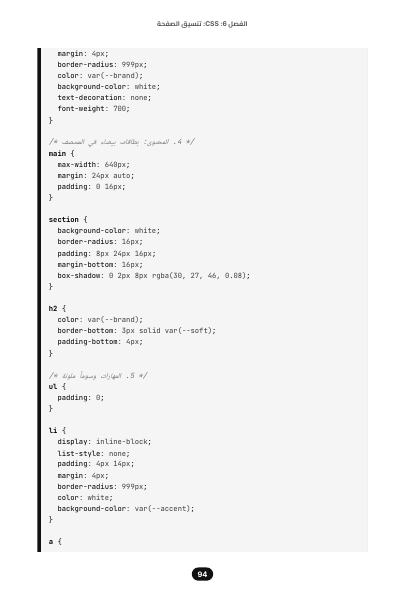 الفصل 6: CSS: تنسيق الصفحة
margin: 4px;
border-radius: 999px;
color: var(--brand);
background-color: white;
text-decoration: none;
font-weight: 700;
}
/* 4. المحتوى: بطاقات بيضاء في المنتصف */
main {
max-width: 640px;
margin: 24px auto;
padding: 0 16px;
}
section {
background-color: white;
border-radius: 16px;
padding: 8px 24px 16px;
margin-bottom: 16px;
box-shadow: 0 2px 8px rgba(30, 27, 46, 0.08);
}
h2 {
color: var(--brand);
border-bottom: 3px solid var(--soft);
padding-bottom: 4px;
}
/* 5. المهارات وسوماً ملونة */
ul {
padding: 0;
}
li {
display: inline-block;
list-style: none;
padding: 4px 14px;
margin: 4px;
border-radius: 999px;
color: white;
background-color: var(--accent);
}
a {
94